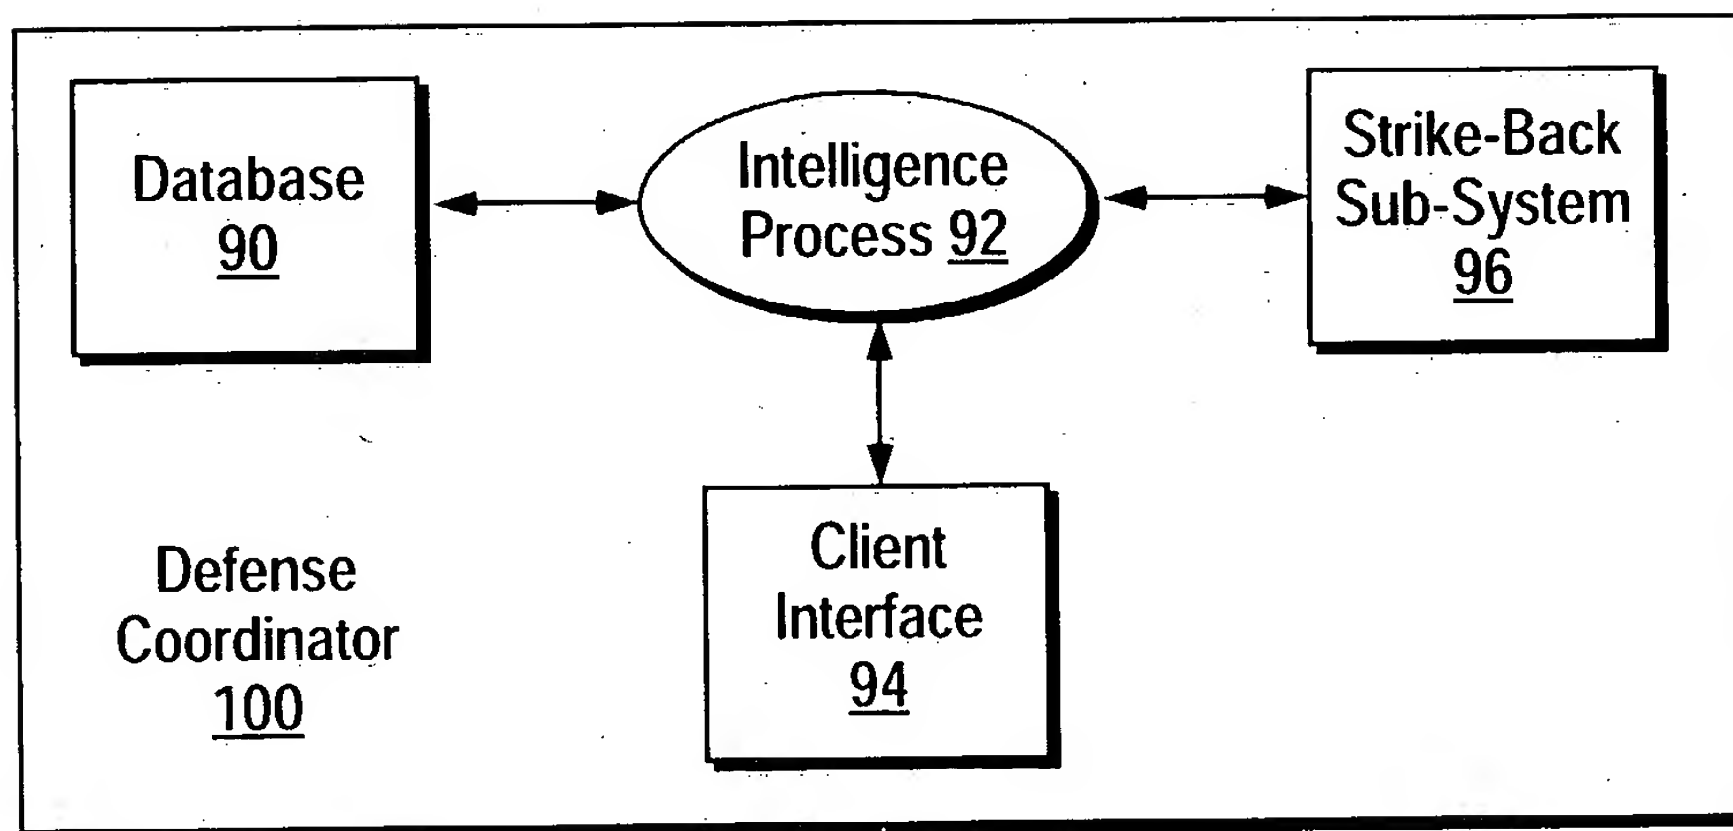 Database
90
Intelligence
Process 92
Strike-Back
Sub-System
96
Client
Interface
94
Defense
Coordinator
100